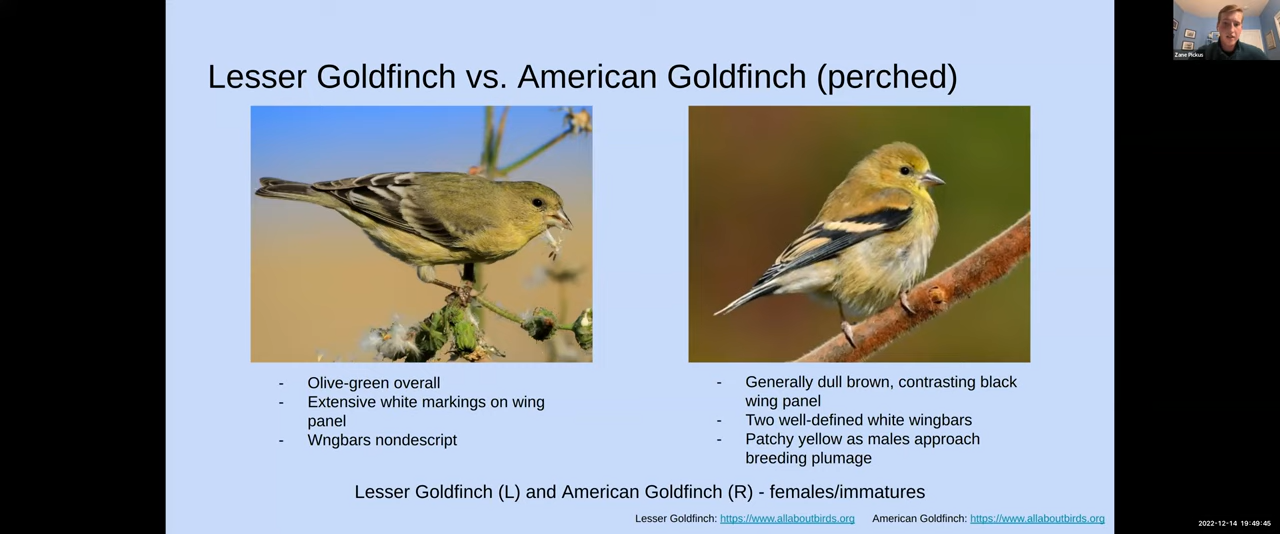 Zane Pickus
Lesser Goldfinch vs. American Goldfinch (perched)
- Olive-green overall
- Extensive white markings on wing
panel
- Wngbars nondescript
- Generally dull brown, contrasting black
wing panel
- Two well-defined white wingbars
- Patchy yellow as males approach
breeding plumage
Lesser Goldfinch (L) and American Goldfinch (R) - females/immatures
Lesser Goldfinch: https://www.allaboutbirds.org American Goldfinch: https://www.allaboutbirds.org
2022-12-14 19:49:45